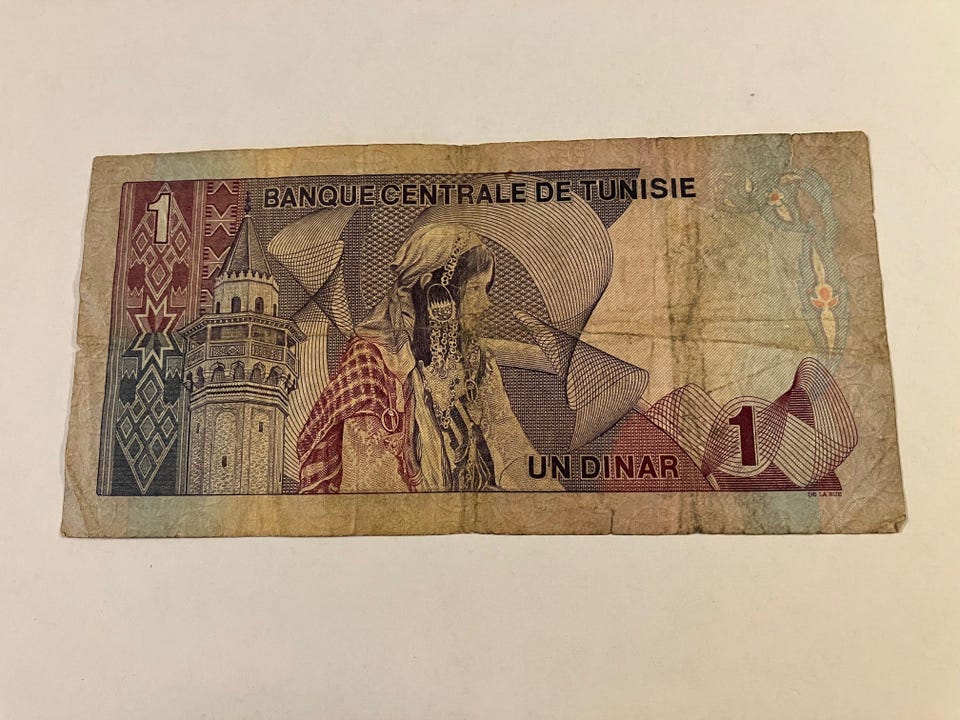 1
BANQUE CENTRALE DE TUNISIE
UN DINAR
1
DE LA RUE